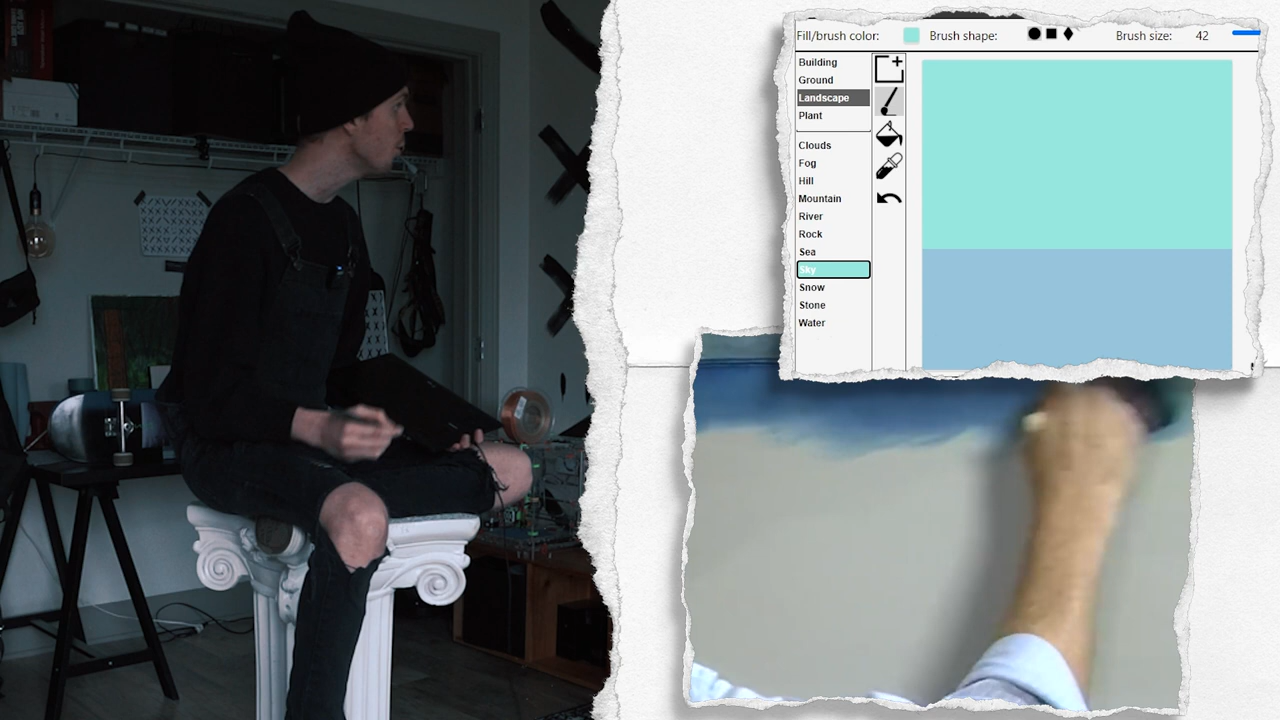 Fill/brush color: Brush shape: Brush size: 42
Building
Ground
Landscape
Plant
Clouds
Fog
Hill
Mountain
River
Rock
Sea
Sky
Snow
Stone
Water